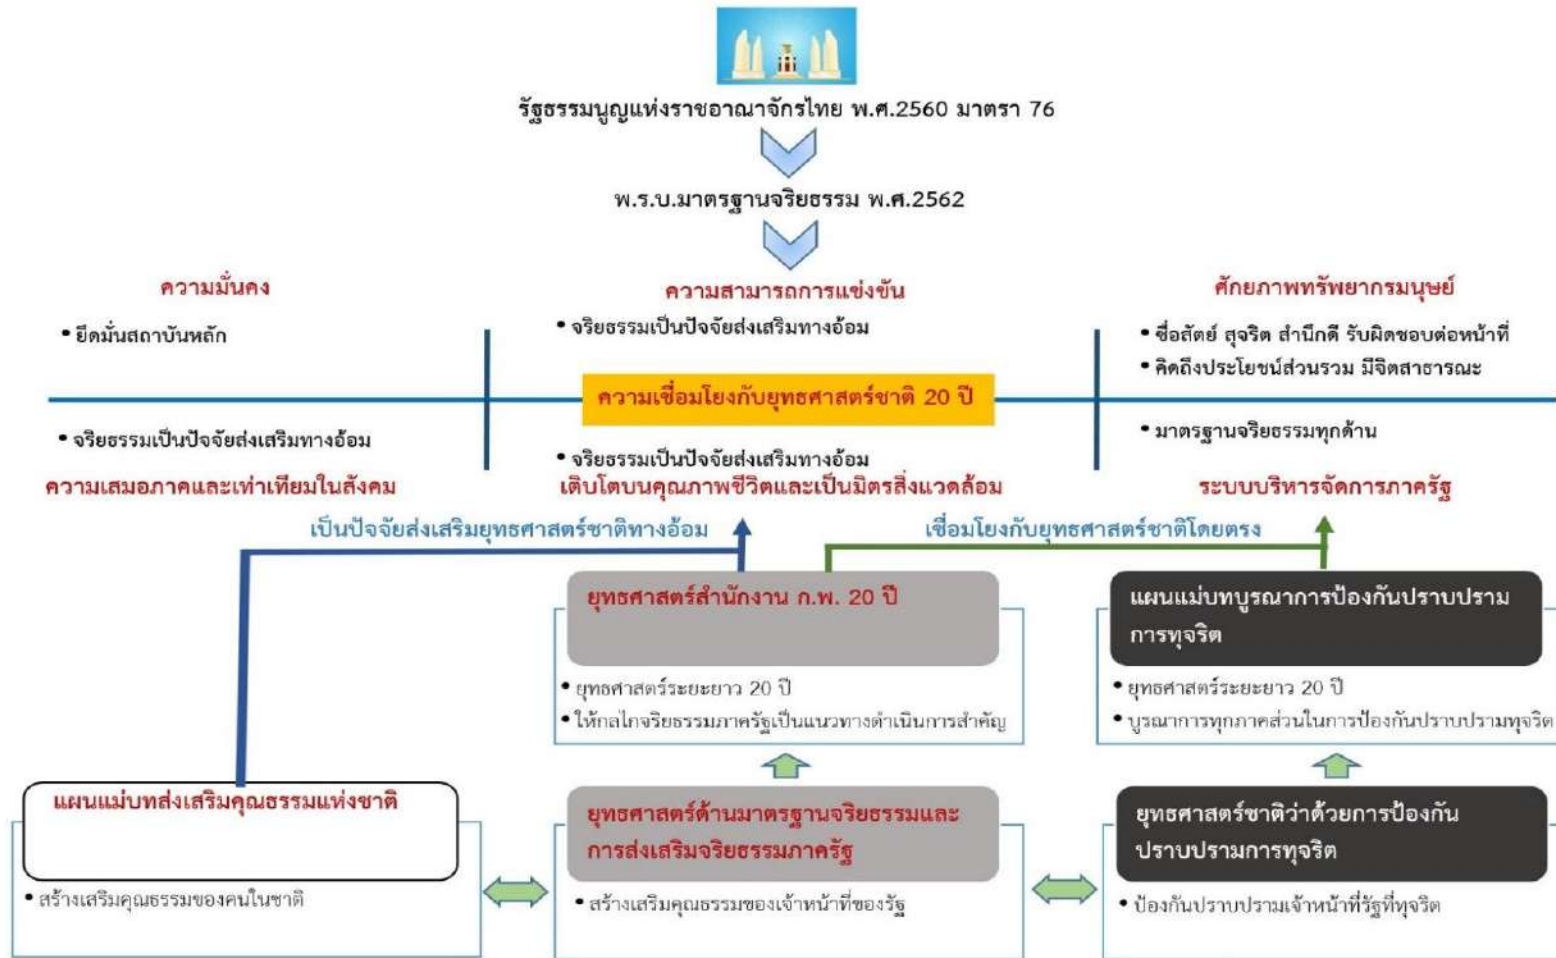 รัฐธรรมนูญแห่งราชอาณาจักรไทย พ.ศ.2560 มาตรา 76
พ.ร.บ.มาตรฐานจริยธรรม พ.ศ.2562
ความมั่นคง
• ยึดมั่นสถาบันหลัก
ความสามารถการแข่งขัน
• จริยธรรมเป็นปัจจัยส่งเสริมทางอ้อม
ศักยภาพทรัพยากรมนุษย์
• ซื่อสัตย์ สุจริต สำนึกดี รับผิดชอบต่อหน้าที่
• คิดถึงประโยชน์ส่วนรวม มีจิตสาธารณะ
ความเชื่อมโยงกับยุทธศาสตร์ชาติ 20 ปี
• จริยธรรมเป็นปัจจัยส่งเสริมทางอ้อม
ความเสมอภาคและเท่าเทียมในสังคม
• จริยธรรมเป็นปัจจัยส่งเสริมทางอ้อม
เติบโตบนคุณภาพชีวิตและเป็นมิตรสิ่งแวดล้อม
• มาตรฐานจริยธรรมทุกด้าน
ระบบบริหารจัดการภาครัฐ
เป็นปัจจัยส่งเสริมยุทธศาสตร์ชาติทางอ้อม
เชื่อมโยงกับยุทธศาสตร์ชาติโดยตรง
ยุทธศาสตร์สำนักงาน ก.พ. 20 ปี
• ยุทธศาสตร์ระยะยาว 20 ปี
• ให้กลไกจริยธรรมภาครัฐเป็นแนวทางดำเนินการสำคัญ
แผนแม่บทบูรณาการป้องกันปราบปราม
การทุจริต
• ยุทธศาสตร์ระยะยาว 20 ปี
• บูรณาการทุกภาคส่วนในการป้องกันปราบปรามทุจริต
แผนแม่บทส่งเสริมคุณธรรมแห่งชาติ
• สร้างเสริมคุณธรรมของคนในชาติ
ยุทธศาสตร์ด้านมาตรฐานจริยธรรมและ
การส่งเสริมจริยธรรมภาครัฐ
• สร้างเสริมคุณธรรมของเจ้าหน้าที่ของรัฐ
ยุทธศาสตร์ชาติว่าด้วยการป้องกัน
ปราบปรามการทุจริต
• ป้องกันปราบปรามเจ้าหน้าที่รัฐที่ทุจริต